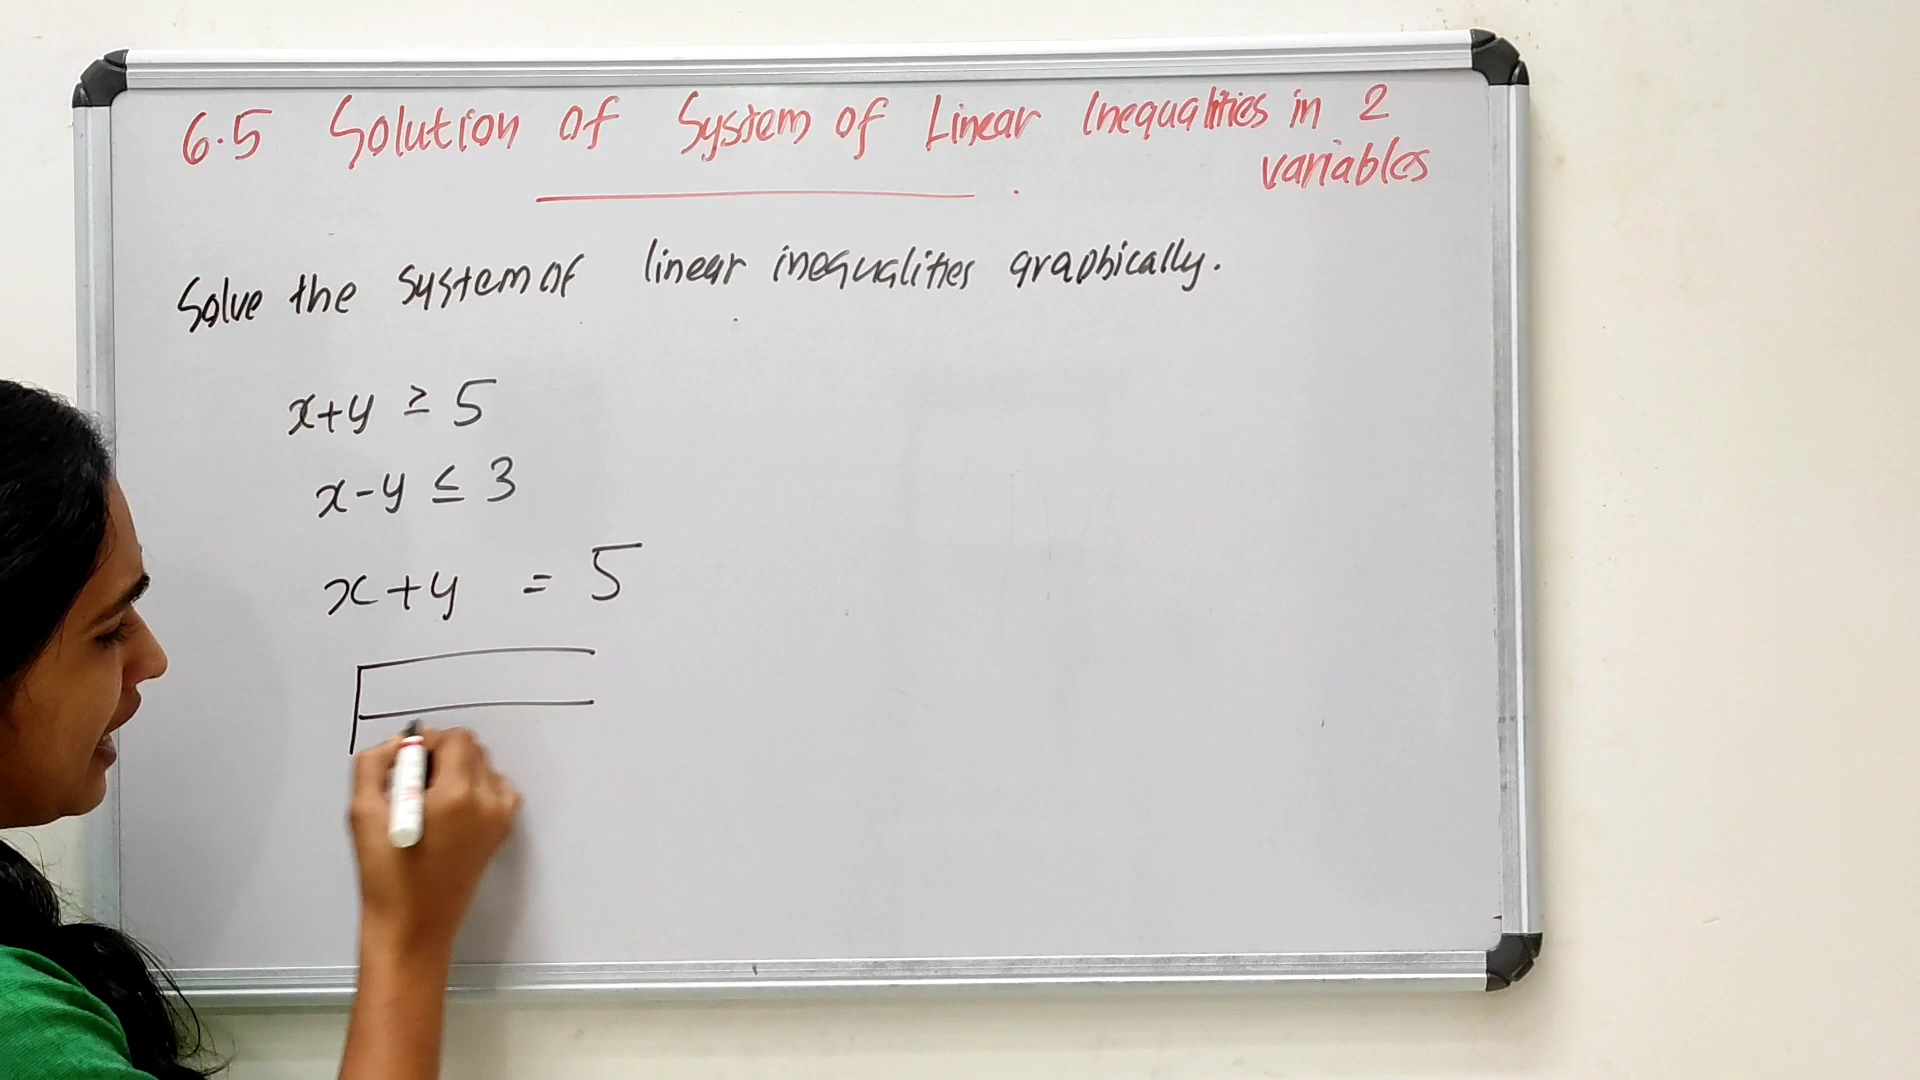 6.5 Solution of System of Linear Inequalities in 2
variables
Solve the system of linear inequalities graphically.
x+y ≥ 5
x-y ≤ 3
x+y = 5